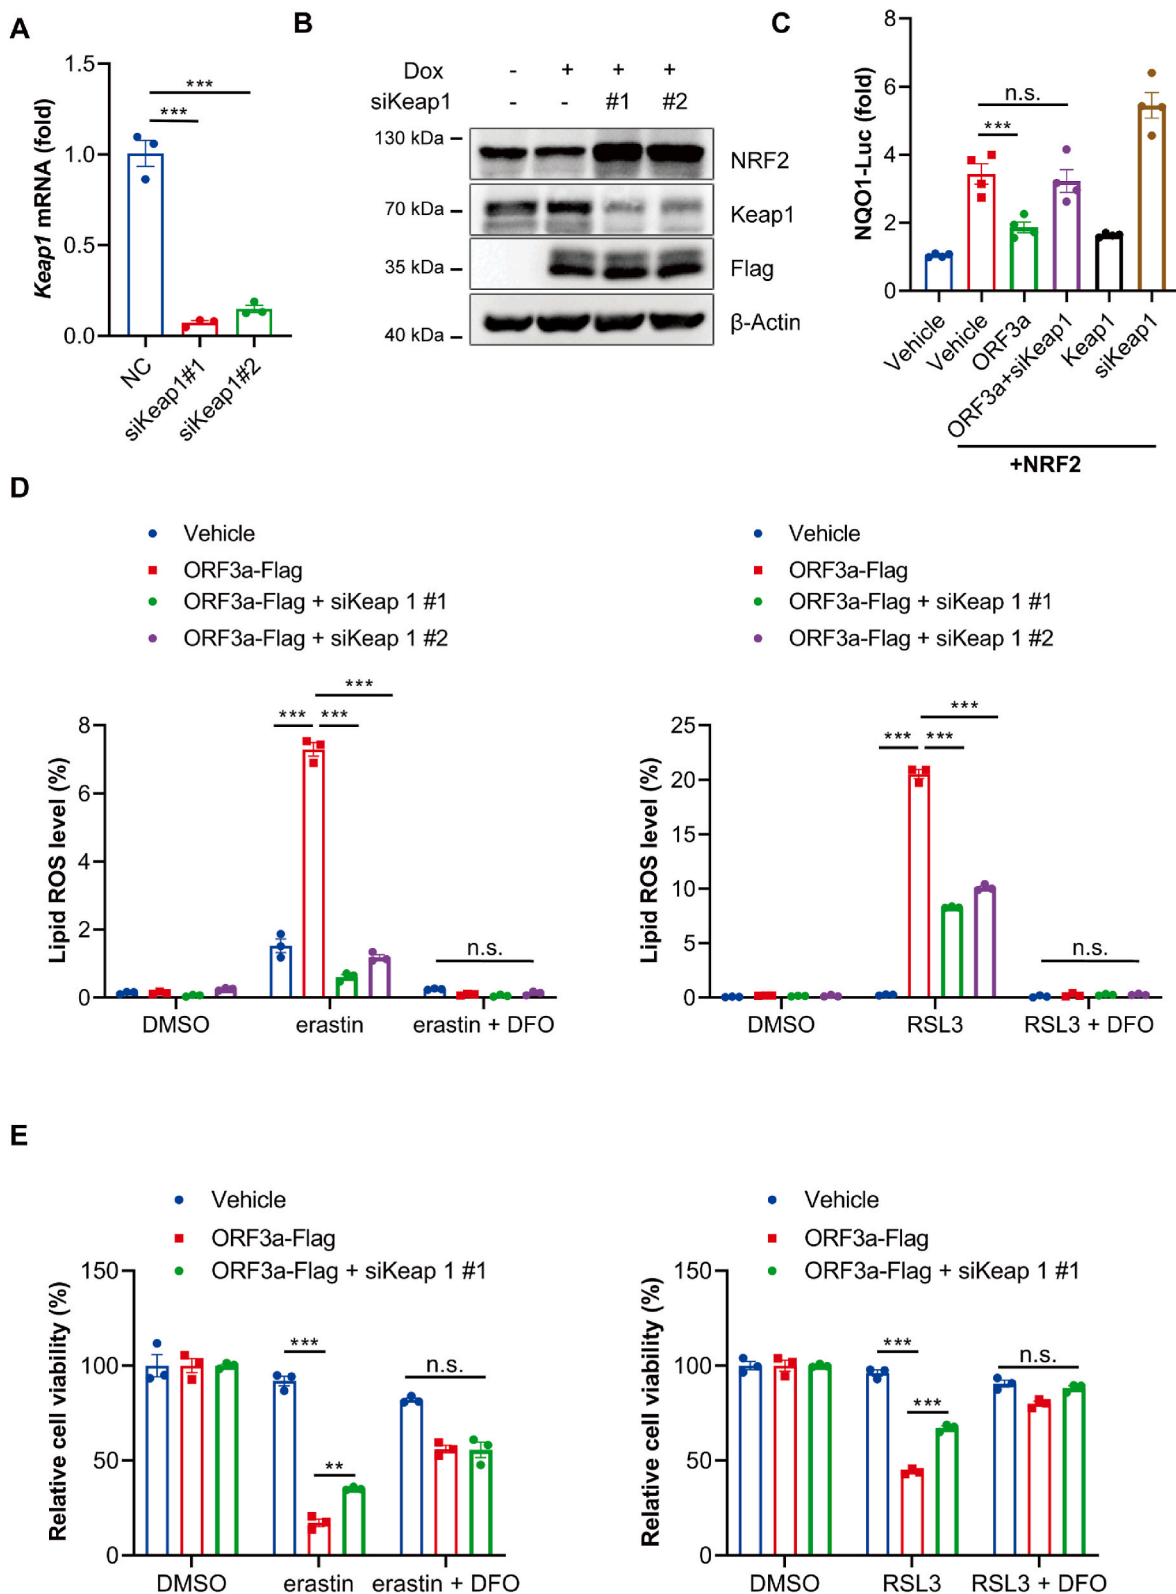 A
Keap1 mRNA (fold)
1.5
1.0
0.5
0.0
***
***
NC
siKeap1#1
siKeap1#2
B
Dox - + + +
siKeap1 - - #1 #2
130 kDa
NRF2
70 kDa
Keap1
35 kDa
Flag
40 kDa
β-Actin
C
NQO1-Luc (fold)
8
6
4
2
0
n.s.
***
Vehicle
Vehicle
ORF3a
ORF3a+siKeap1
Keap1
siKeap1
+NRF2
D
Vehicle
ORF3a-Flag
ORF3a-Flag + siKeap 1 #1
ORF3a-Flag + siKeap 1 #2
Lipid ROS level (%)
8
6
4
2
0
***
*** ***
n.s.
DMSO erastin erastin + DFO
Vehicle
ORF3a-Flag
ORF3a-Flag + siKeap 1 #1
ORF3a-Flag + siKeap 1 #2
Lipid ROS level (%)
25
20
15
10
5
0
***
*** ***
n.s.
DMSO RSL3 RSL3 + DFO
E
Vehicle
ORF3a-Flag
ORF3a-Flag + siKeap 1 #1
Relative cell viability (%)
150
100
50
0
***
**
n.s.
DMSO erastin erastin + DFO
Vehicle
ORF3a-Flag
ORF3a-Flag + siKeap 1 #1
Relative cell viability (%)
150
100
50
0
***
***
n.s.
DMSO RSL3 RSL3 + DFO